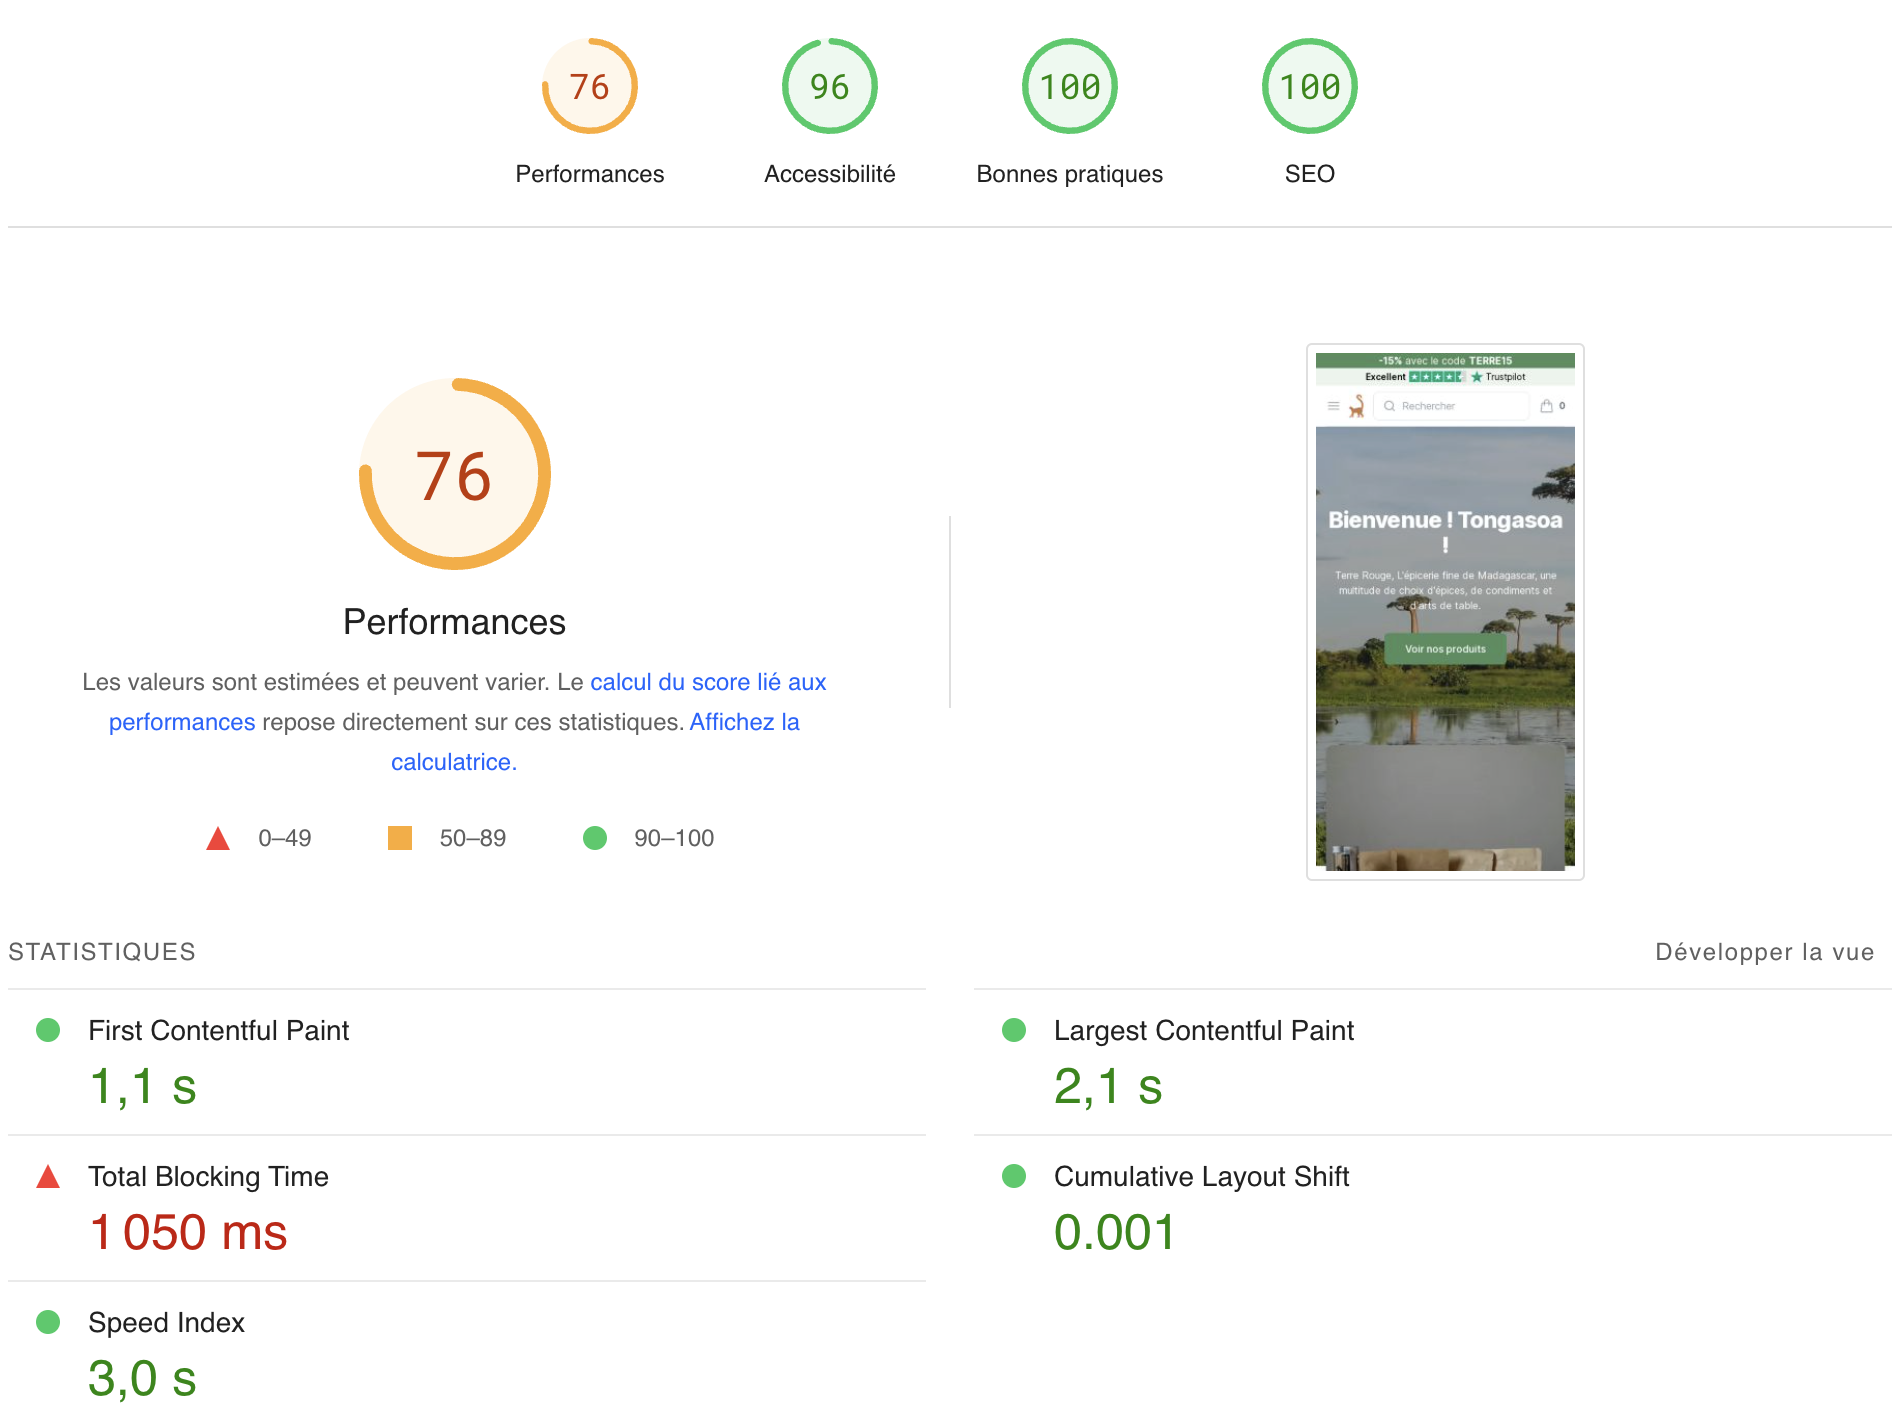 76
96
100
100
Performances
Accessibilité
Bonnes pratiques
SEO
76
Performances
Les valeurs sont estimées et peuvent varier. Le calcul du score lié aux
performances repose directement sur ces statistiques. Affichez la
calculatrice.
0–49
50–89
90–100
-15% avec le code TERRE15
Excellent
Trustpilot
Rechercher
0
Bienvenue ! Tongasoa
!
Terre Rouge, L'épicerie fine de Madagascar, une
multitude de choix d'épices, de condiments et
d'arts de table.
Voir nos produits
STATISTIQUES
Développer la vue
First Contentful Paint
1,1 s
Largest Contentful Paint
2,1 s
Total Blocking Time
1 050 ms
Cumulative Layout Shift
0.001
Speed Index
3,0 s